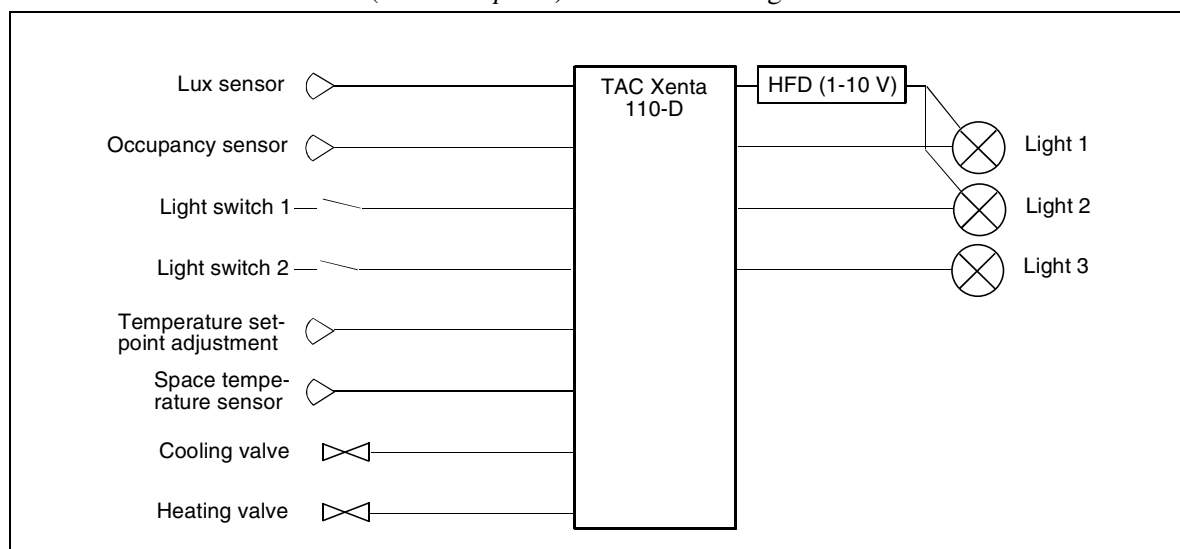 Lux sensor
TAC Xenta
110-D
HFD (1-10 V)
Occupancy sensor
Light 1
Light switch 1
Light 2
Light switch 2
Light 3
Temperature set-
point adjustment
Space tempe-
rature sensor
Cooling valve
Heating valve